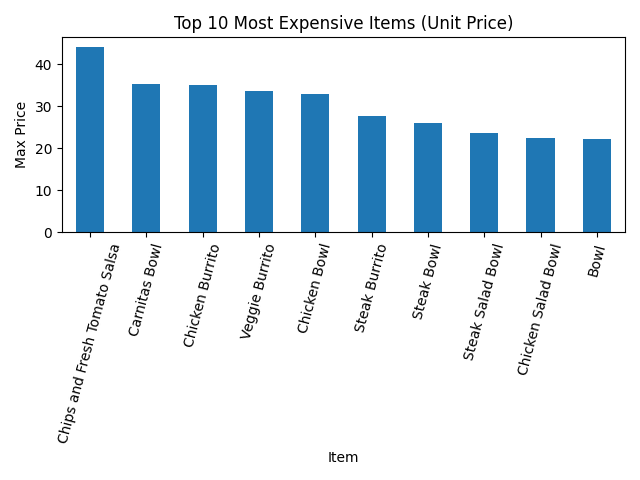 Top 10 Most Expensive Items (Unit Price)
Max Price
40
30
20
10
0
Chips and Fresh Tomato Salsa
Carnitas Bowl
Chicken Burrito
Veggie Burrito
Chicken Bowl
Steak Burrito
Steak Bowl
Steak Salad Bowl
Chicken Salad Bowl
Bowl
Item